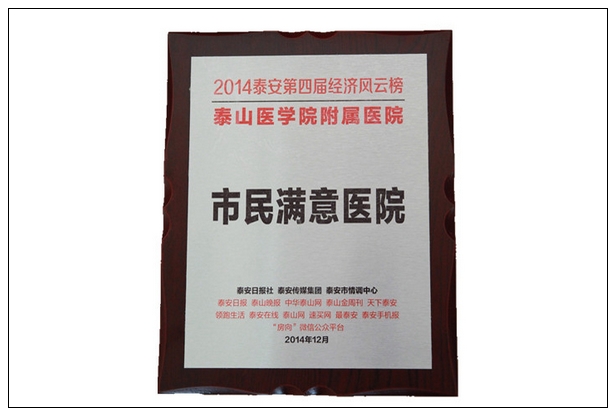 2014泰安第四届经济风云榜
泰山医学院附属医院
市民满意医院
泰安日报社 泰安传媒集团 泰安市情调中心
泰安日报 泰山晚报 中华泰山网 泰山金周刊 天下泰安
领跑生活 泰安在线 泰山网 速买网 最泰安 泰安手机报
“房向”微信公众平台
2014年12月